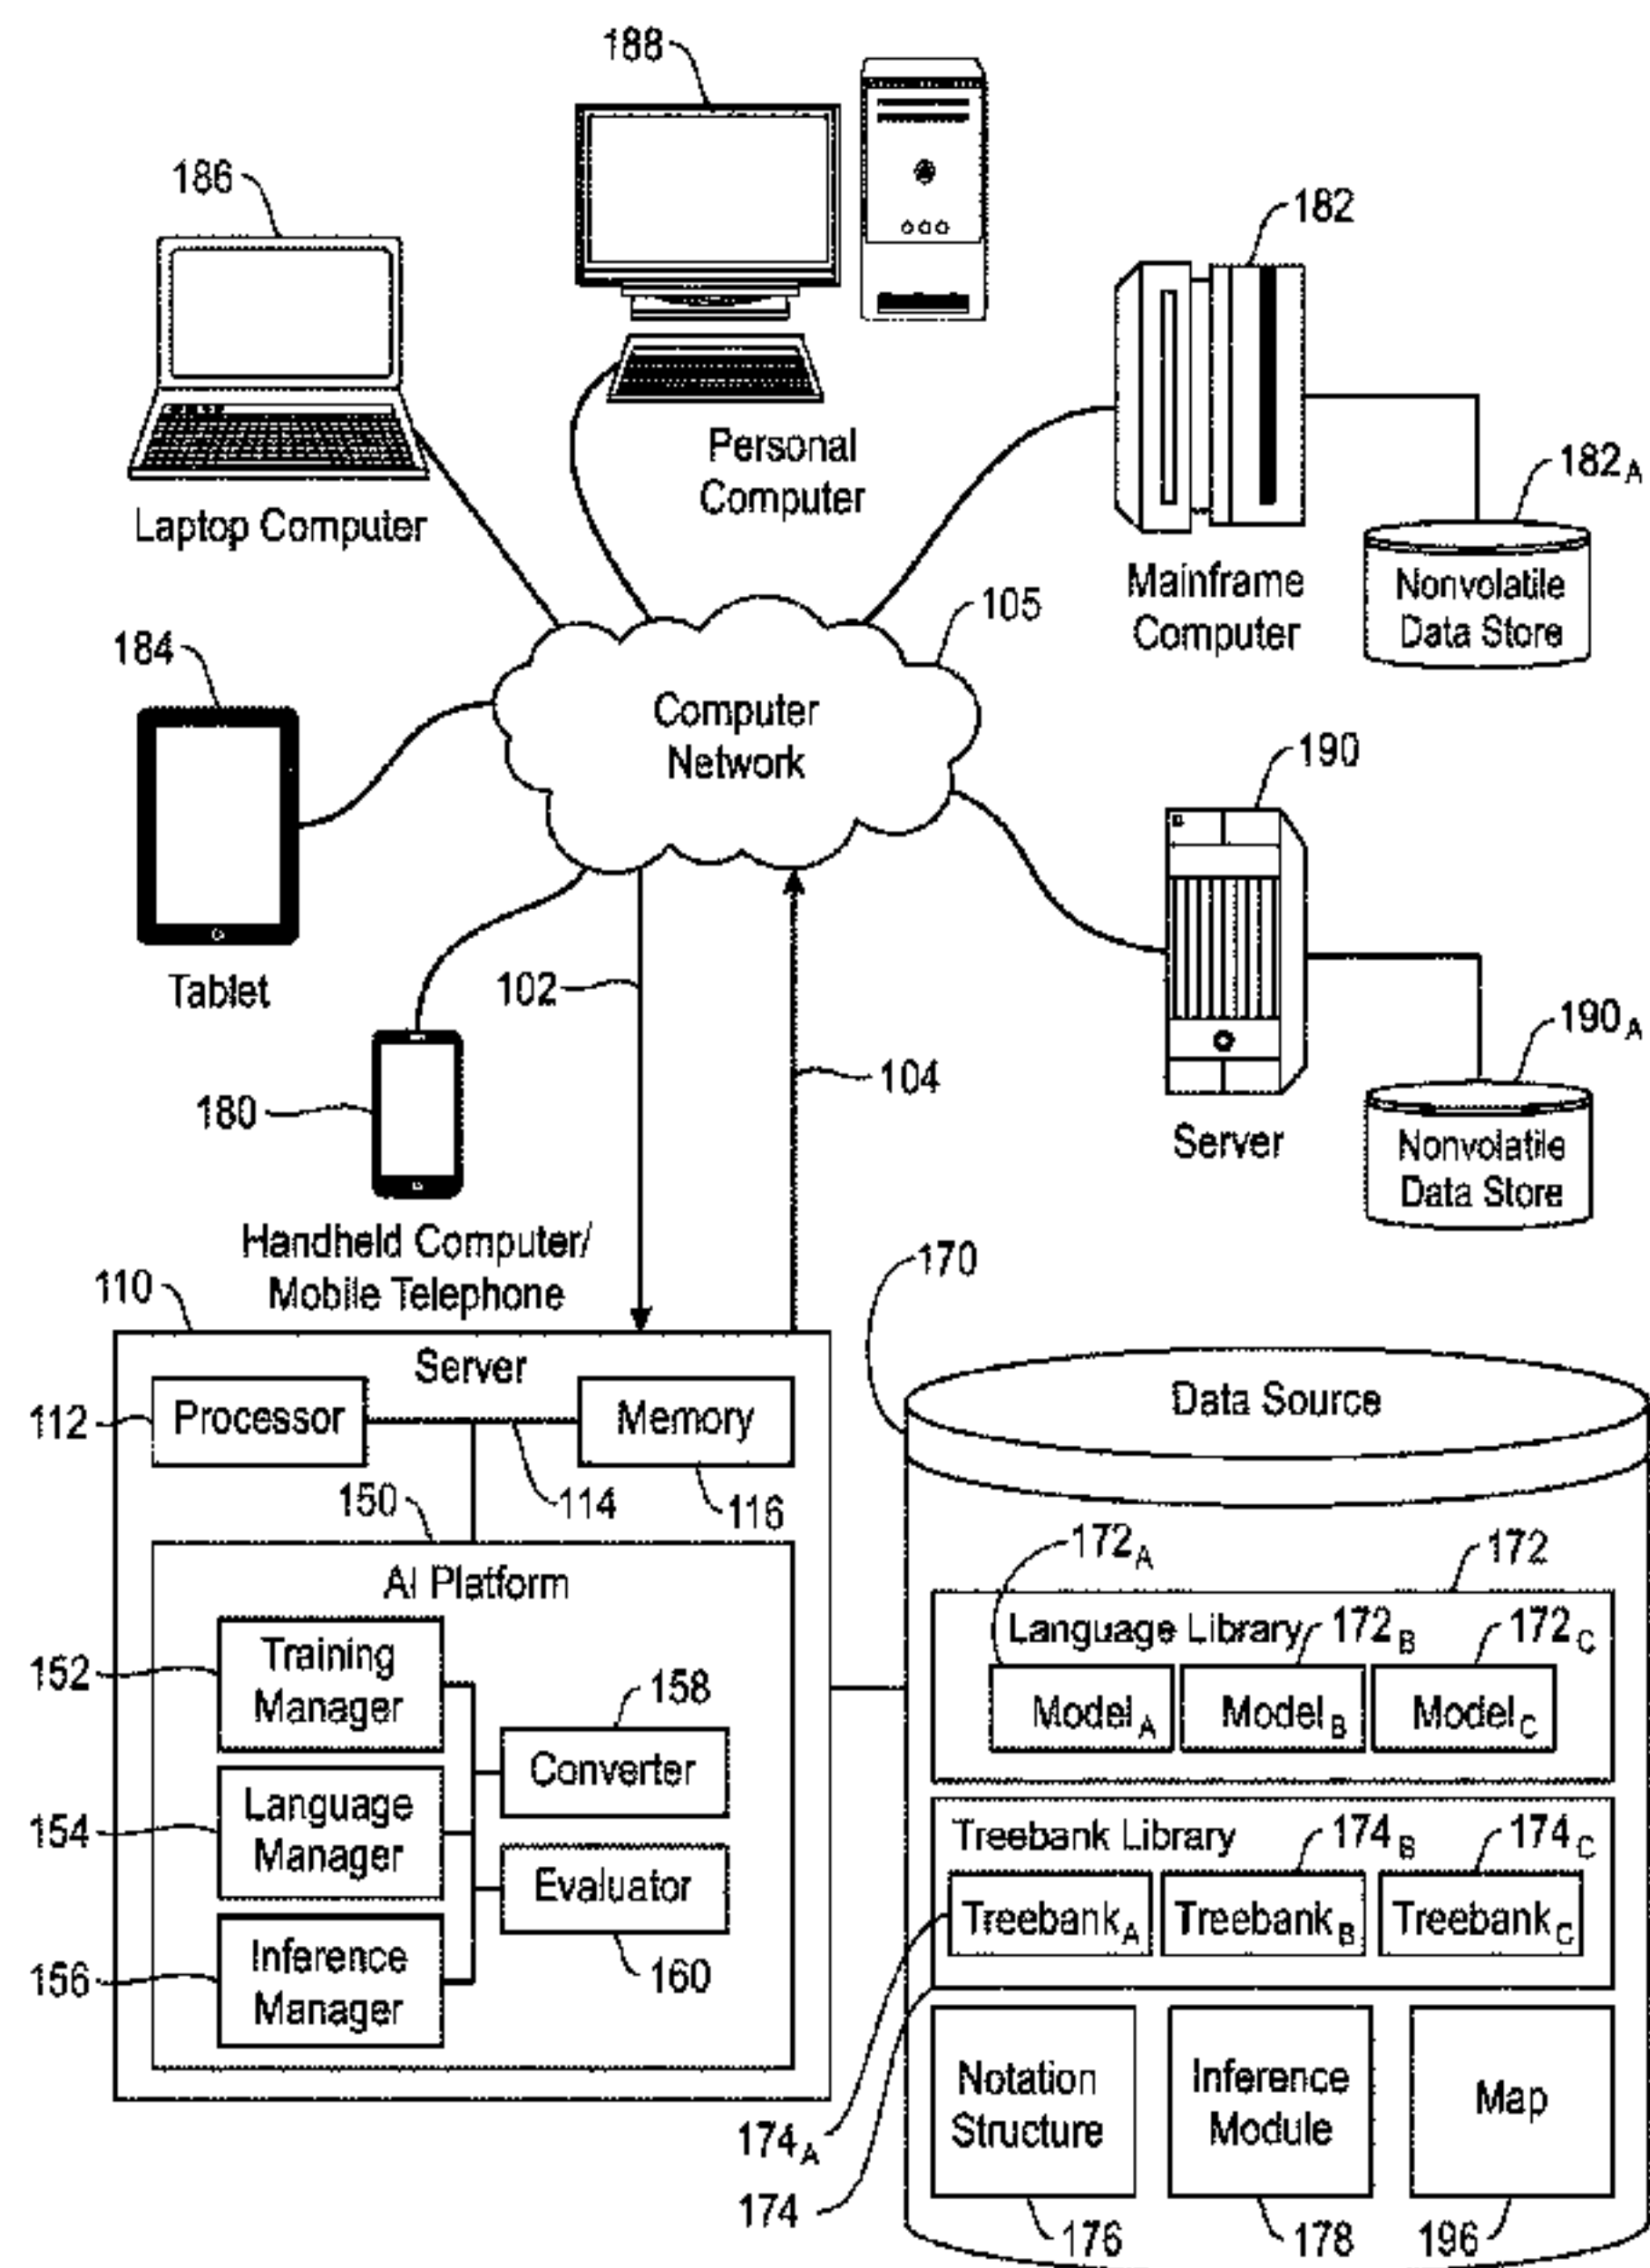 188
186
182
Personal
Computer
182A
Laptop Computer
Mainframe
Computer
Nonvolatile
Data Store
105
184
Computer
Network
190
Tablet
102
190A
104
180
Server
Nonvolatile
Data Store
Handheld Computer/
Mobile Telephone
110
170
Server
Data Source
112
Processor
Memory
150
114
116
172A
172
AI Platform
Language Library
172B
172C
152
Training
Manager
158
ModelA
ModelB
ModelC
Converter
154
Language
Manager
Treebank Library
174B
174C
Evaluator
TreebankA
TreebankB
TreebankC
156
Inference
Manager
160
Notation
Structure
Inference
Module
Map
174A
174
176
178
196